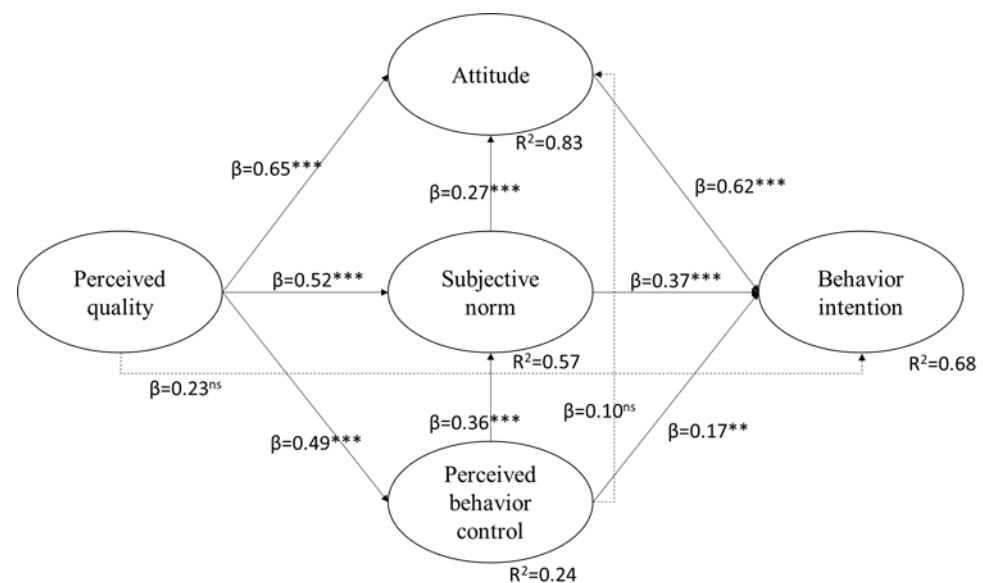 Attitude
R²=0.83
β=0.65***
β=0.27***
β=0.62***
Perceived
quality
β=0.52***
Subjective
norm
β=0.37***
Behavior
intention
R²=0.57
R²=0.68
β=0.23ⁿˢ
β=0.36***
β=0.10ⁿˢ
β=0.17**
β=0.49***
Perceived
behavior
control
R²=0.24